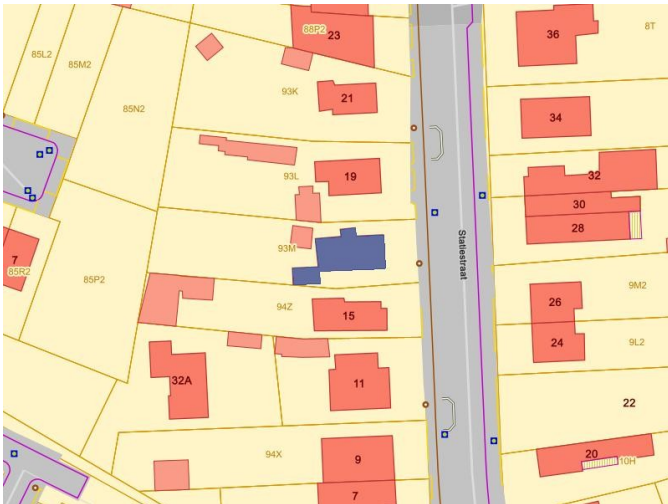 23
88P2
36
8T
85L2
85M2
93K
21
85N2
34
93L
19
32
30
28
Statiestraat
93M
7
85R2
85P2
94Z
15
26
9M2
24
9L2
32A
11
22
94X
9
20
10H
7